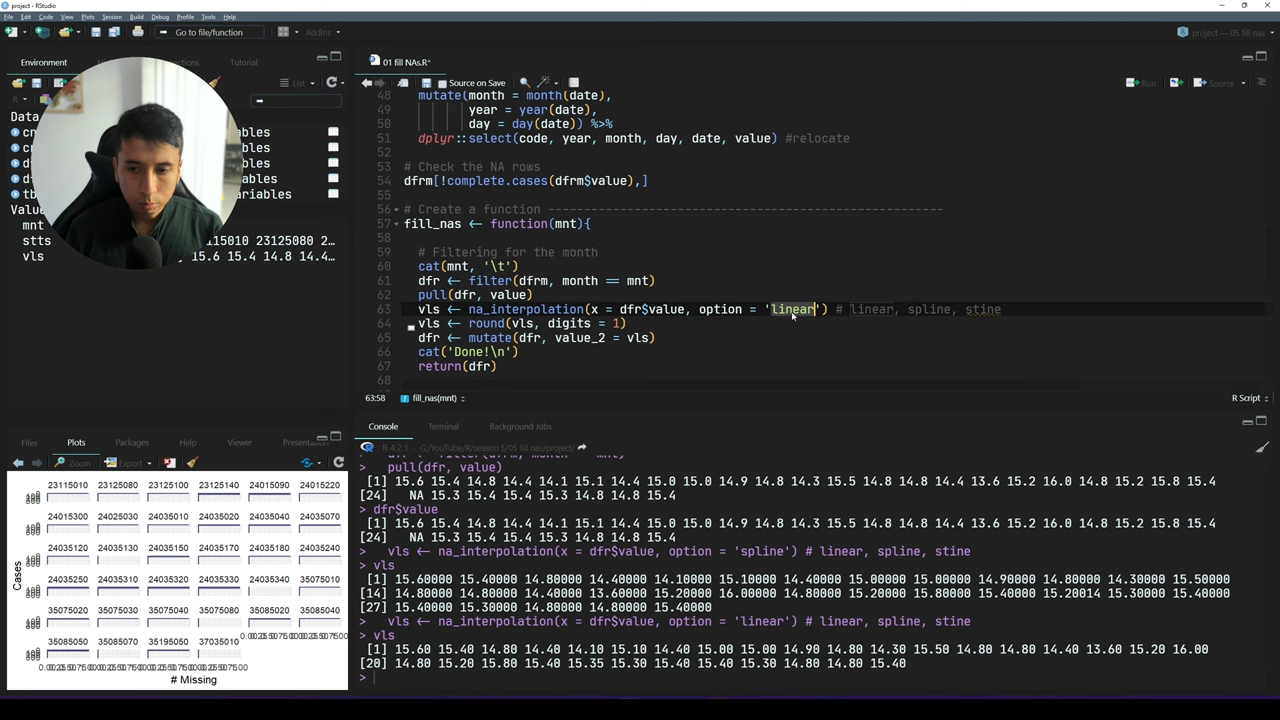 project - RStudio
File Edit Code View Plots Session Build Debug Profile Tools Help
Go to file/function Addins project — 05 fill nas
Environment Tutorial
List
R
Data
Values
mnt
stts 115010 23125080 2…
vls 15.6 15.4 14.8 14.4…
01 fill NAs.R*
Source on Save Run Source
48 mutate(month = month(date),
49 year = year(date),
50 day = day(date)) %>%
51 dplyr::select(code, year, month, day, date, value) #relocate
52
53 # Check the NA rows
54 dfrm[!complete.cases(dfrm$value),]
55
56 # Create a function ----------------------------------------------------------
57 fill_nas ← function(mnt){
58
59 # Filtering for the month
60 cat(mnt, '\t')
61 dfr ← filter(dfrm, month == mnt)
62 pull(dfr, value)
63 vls ← na_interpolation(x = dfr$value, option = 'linear') # linear, spline, stine
64 vls ← round(vls, digits = 1)
65 dfr ← mutate(dfr, value_2 = vls)
66 cat('Done!\n')
67 return(dfr)
68
63:58 fill_nas(mnt) R Script
Console Terminal Background Jobs
R 4.2.1 · G:/YouTube/R/season 5/05 fill nas/project/
> dfr ← filter(dfrm, month == mnt)
> pull(dfr, value)
[1] 15.6 15.4 14.8 14.4 14.1 15.1 14.4 15.0 15.0 14.9 14.8 14.3 15.5 14.8 14.8 14.4 13.6 15.2 16.0 14.8 15.2 15.8 15.4
[24] NA 15.3 15.4 15.4 15.3 14.8 14.8 15.4
> dfr$value
[1] 15.6 15.4 14.8 14.4 14.1 15.1 14.4 15.0 15.0 14.9 14.8 14.3 15.5 14.8 14.8 14.4 13.6 15.2 16.0 14.8 15.2 15.8 15.4
[24] NA 15.3 15.4 15.4 15.3 14.8 14.8 15.4
> vls ← na_interpolation(x = dfr$value, option = 'spline') # linear, spline, stine
> vls
[1] 15.60000 15.40000 14.80000 14.40000 14.10000 15.10000 14.40000 15.00000 15.00000 14.90000 14.80000 14.30000 15.50000
[14] 14.80000 14.80000 14.40000 13.60000 15.20000 16.00000 14.80000 15.20000 15.80000 15.40000 15.20014 15.30000 15.40000
[27] 15.40000 15.30000 14.80000 14.80000 15.40000
> vls ← na_interpolation(x = dfr$value, option = 'linear') # linear, spline, stine
> vls
[1] 15.60 15.40 14.80 14.40 14.10 15.10 14.40 15.00 15.00 14.90 14.80 14.30 15.50 14.80 14.80 14.40 13.60 15.20 16.00
[20] 14.80 15.20 15.80 15.40 15.35 15.30 15.40 15.40 15.30 14.80 14.80 15.40
>
Files Plots Packages Help Viewer Presentation
Zoom Export
23115010 23125080 23125100 23125140 24015090 24015220
24015300 24025030 24035010 24035020 24035040 24035070
24035120 24035130 24035150 24035170 24035180 24035240
24035250 24035310 24035320 24035330 24035340 35075010
35075020 35075030 35075040 35075080 35085020 35085040
35085050 35085070 35195050 37035010
Cases
# Missing